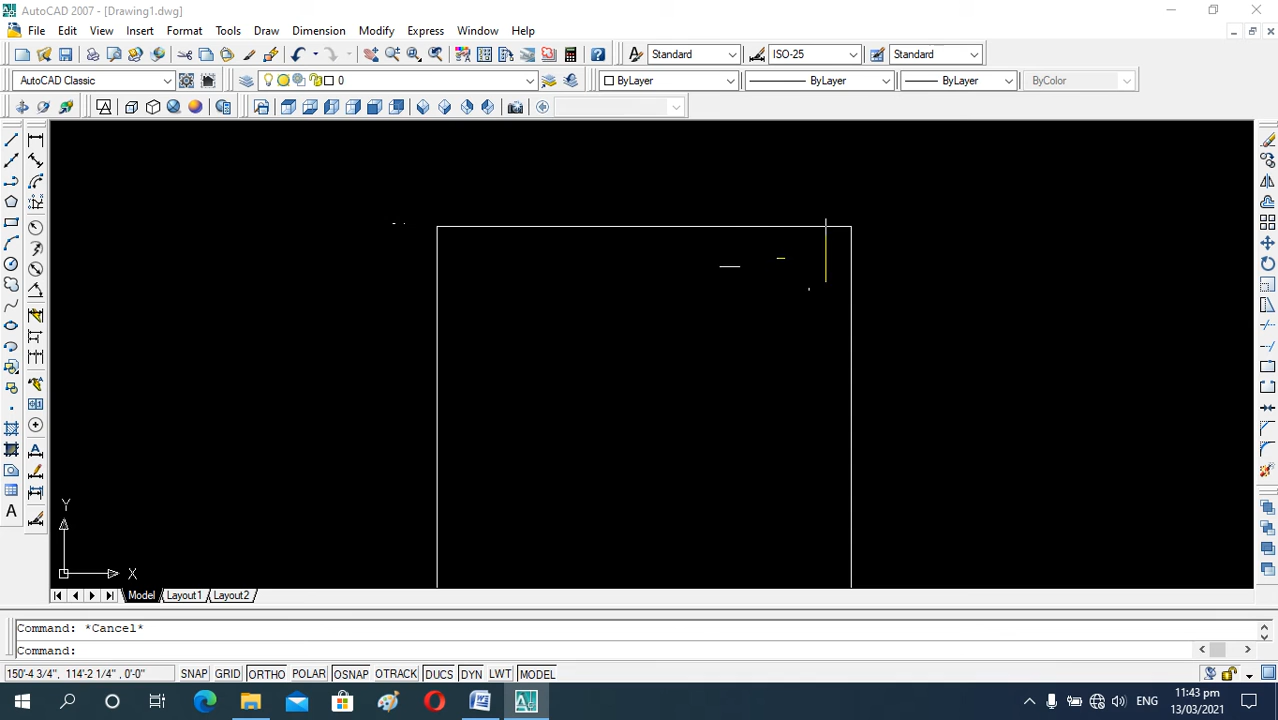 AutoCAD 2007 - [Drawing1.dwg]
File Edit View Insert Format Tools Draw Dimension Modify Express Window Help
Standard ISO-25 Standard
AutoCAD Classic 0 ByLayer ByLayer ByLayer ByColor
Y
X
A
A
Model Layout1 Layout2
Command: *Cancel*
Command:
150'-4 3/4", 114'-2 1/4" , 0'-0" SNAP GRID ORTHO POLAR OSNAP OTRACK DUCS DYN LWT MODEL
ENG 11:43 pm
13/03/2021